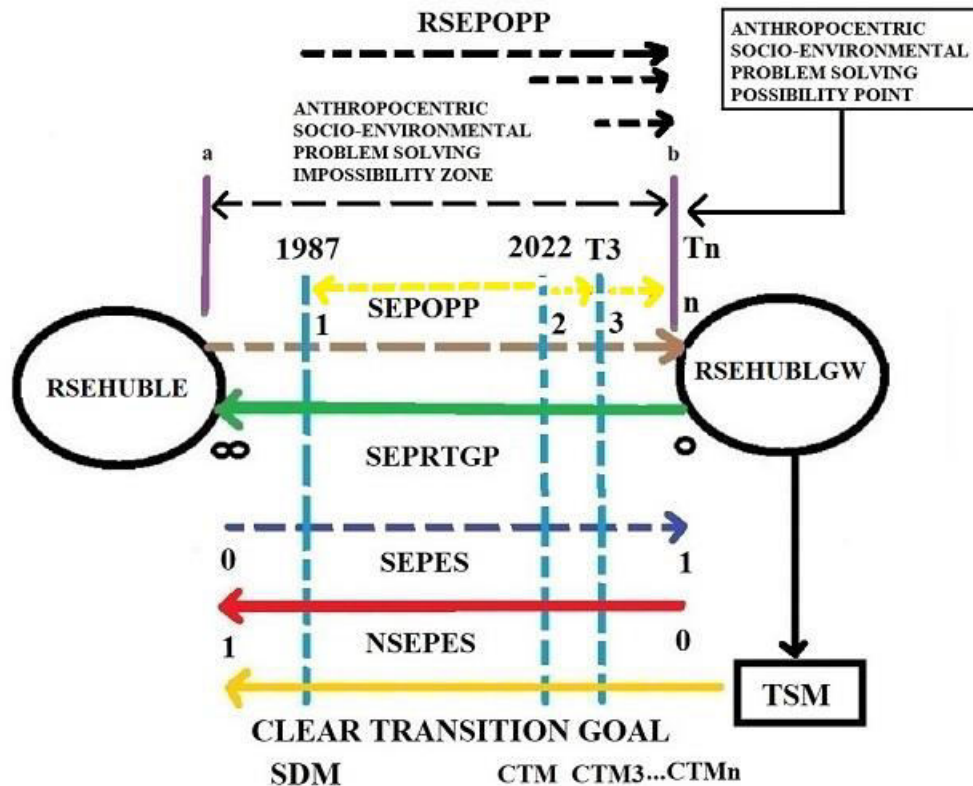 RSEPOPP
ANTHROPOCENTRIC
SOCIO-ENVIRONMENTAL
PROBLEM SOLVING
POSSIBILITY POINT
ANTHROPOCENTRIC
SOCIO-ENVIRONMENTAL
PROBLEM SOLVING
IMPOSSIBILITY ZONE
a
b
1987
2022
T3
Tn
SEPOPP
n
1
2
3
RSEHUBLE
RSEHUBLGW
∞
SEPRTGP
0
0
SEPES
1
1
NSEPES
0
TSM
CLEAR TRANSITION GOAL
SDM
CTM
CTM3...CTMn